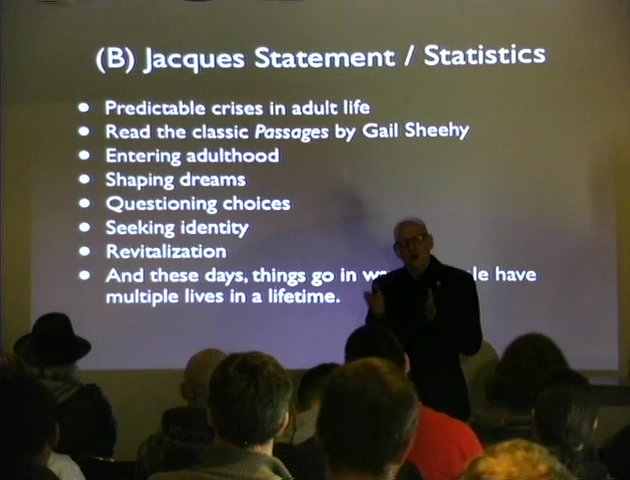 (B) Jacques Statement / Statistics
• Predictable crises in adult life
• Read the classic Passages by Gail Sheehy
• Entering adulthood
• Shaping dreams
• Questioning choices
• Seeking identity
• Revitalization
• And these days, things go in have
multiple lives in a lifetime.